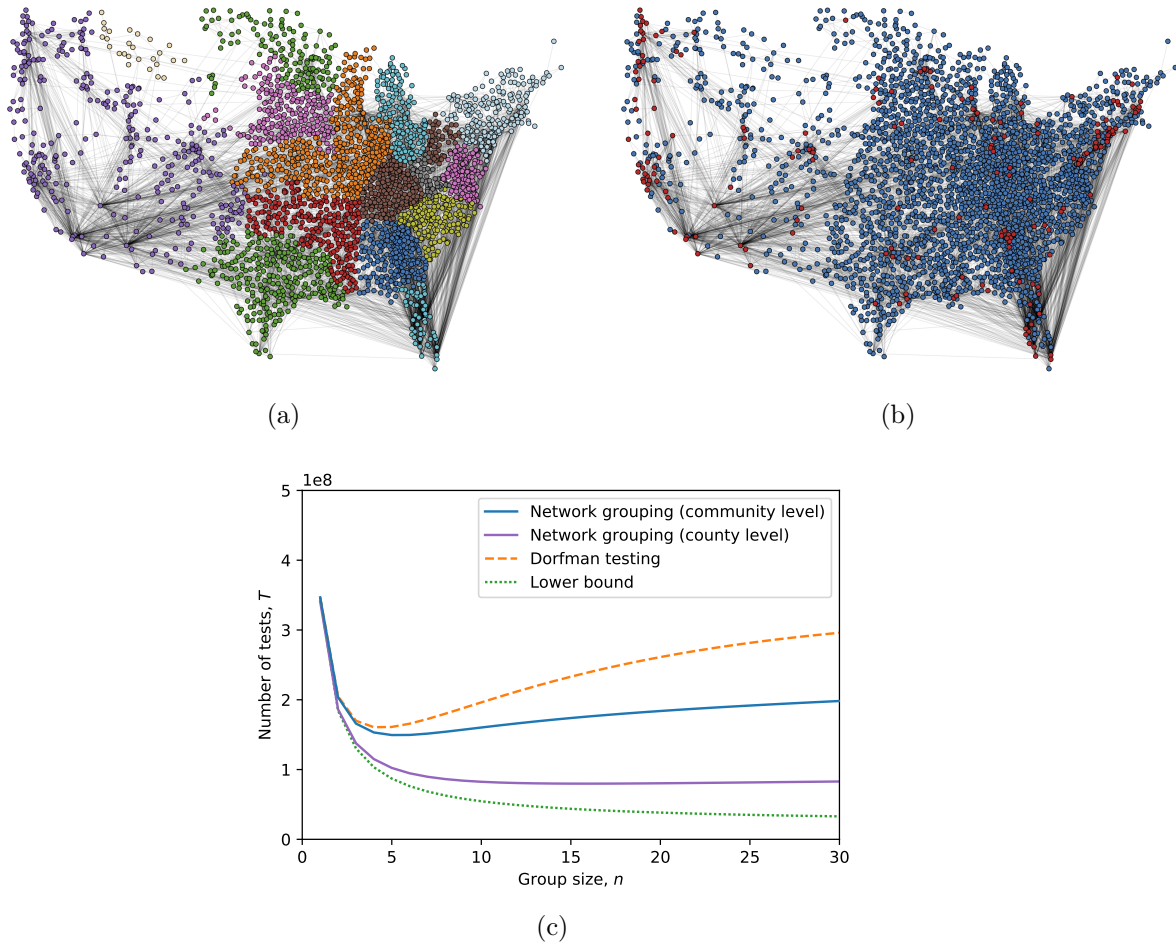 (a)
(b)
1e8
5
4
3
2
1
0
Number of tests, T
Network grouping (community level)
Network grouping (county level)
Dorfman testing
Lower bound
0 5 10 15 20 25 30
Group size, n
(c)